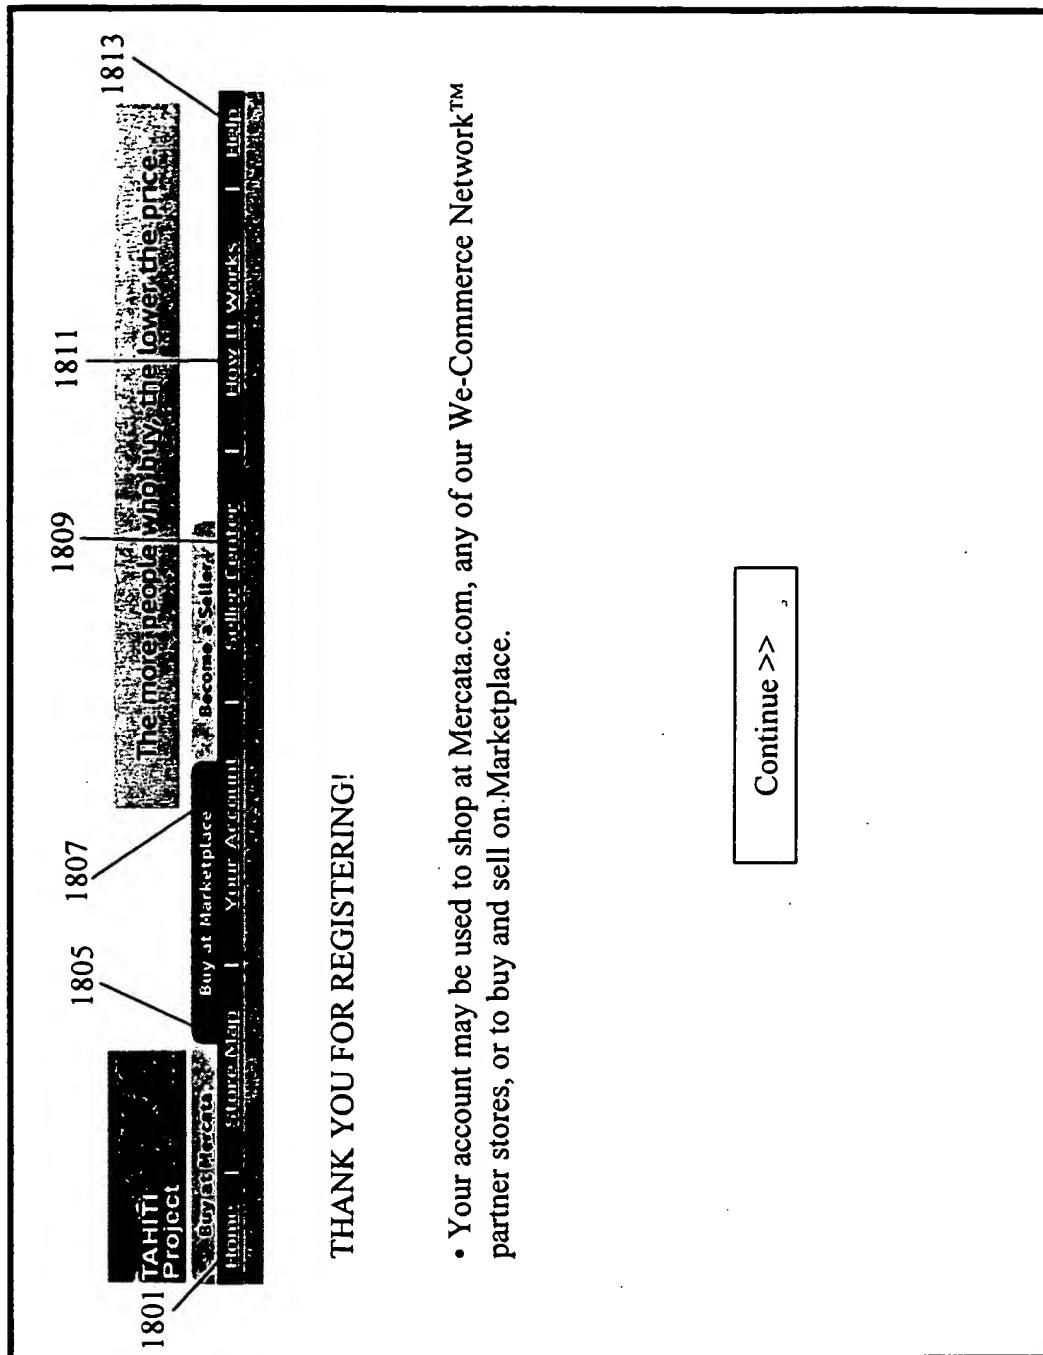 1805
1807
1809
1811
1813
TAHITI
Project
The more people who buy, the lower the price.
Buy at Mercata
Buy at Marketplace
Become a Seller
1801
Home | Store Map | Your Account | Seller Center | How It Works | Help
THANK YOU FOR REGISTERING!
• Your account may be used to shop at Mercata.com, any of our We-Commerce Network™
partner stores, or to buy and sell on Marketplace.
Continue >>